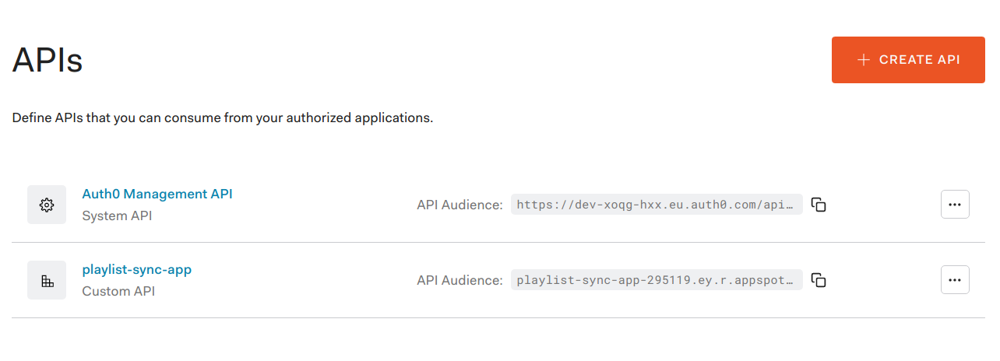 APIs
+ CREATE API
Define APIs that you can consume from your authorized applications.
Auth0 Management API
System API
API Audience: https://dev-xoqg-hxx.eu.auth0.com/api…
playlist-sync-app
Custom API
API Audience: playlist-sync-app-295119.ey.r.appspot…